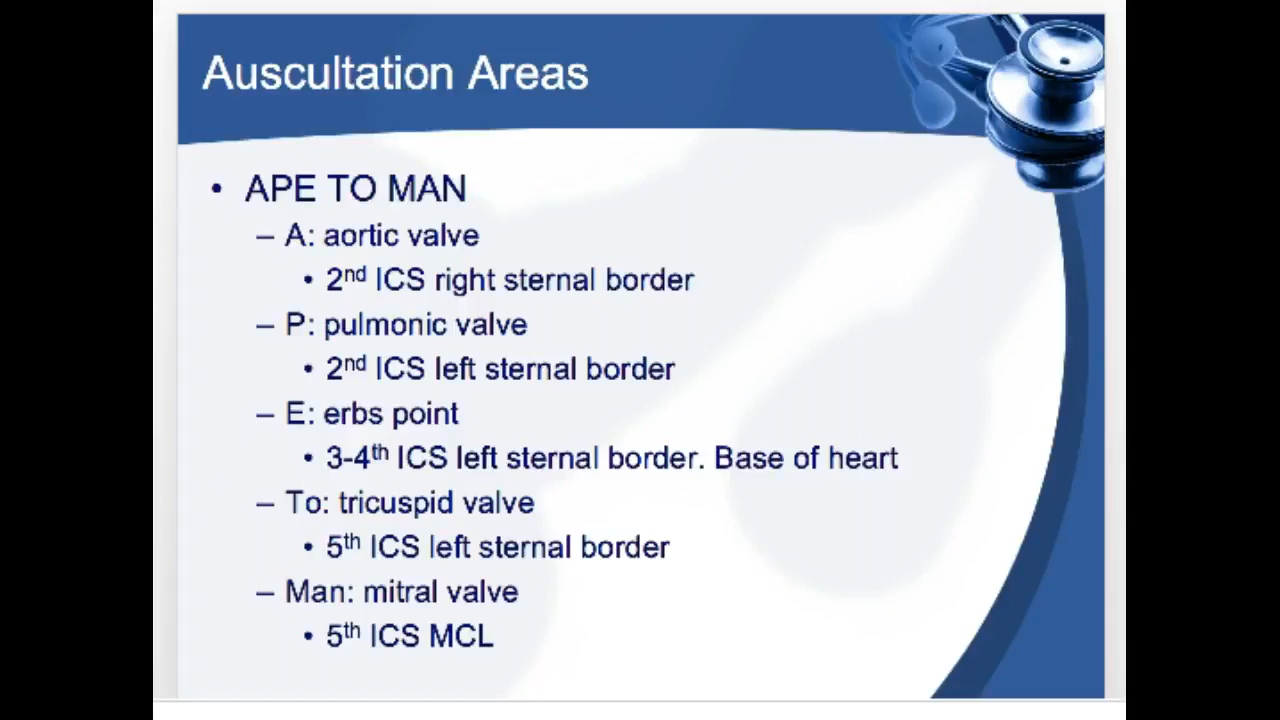 Auscultation Areas
• APE TO MAN
– A: aortic valve
• 2nd ICS right sternal border
– P: pulmonic valve
• 2nd ICS left sternal border
– E: erbs point
• 3-4th ICS left sternal border. Base of heart
– To: tricuspid valve
• 5th ICS left sternal border
– Man: mitral valve
• 5th ICS MCL